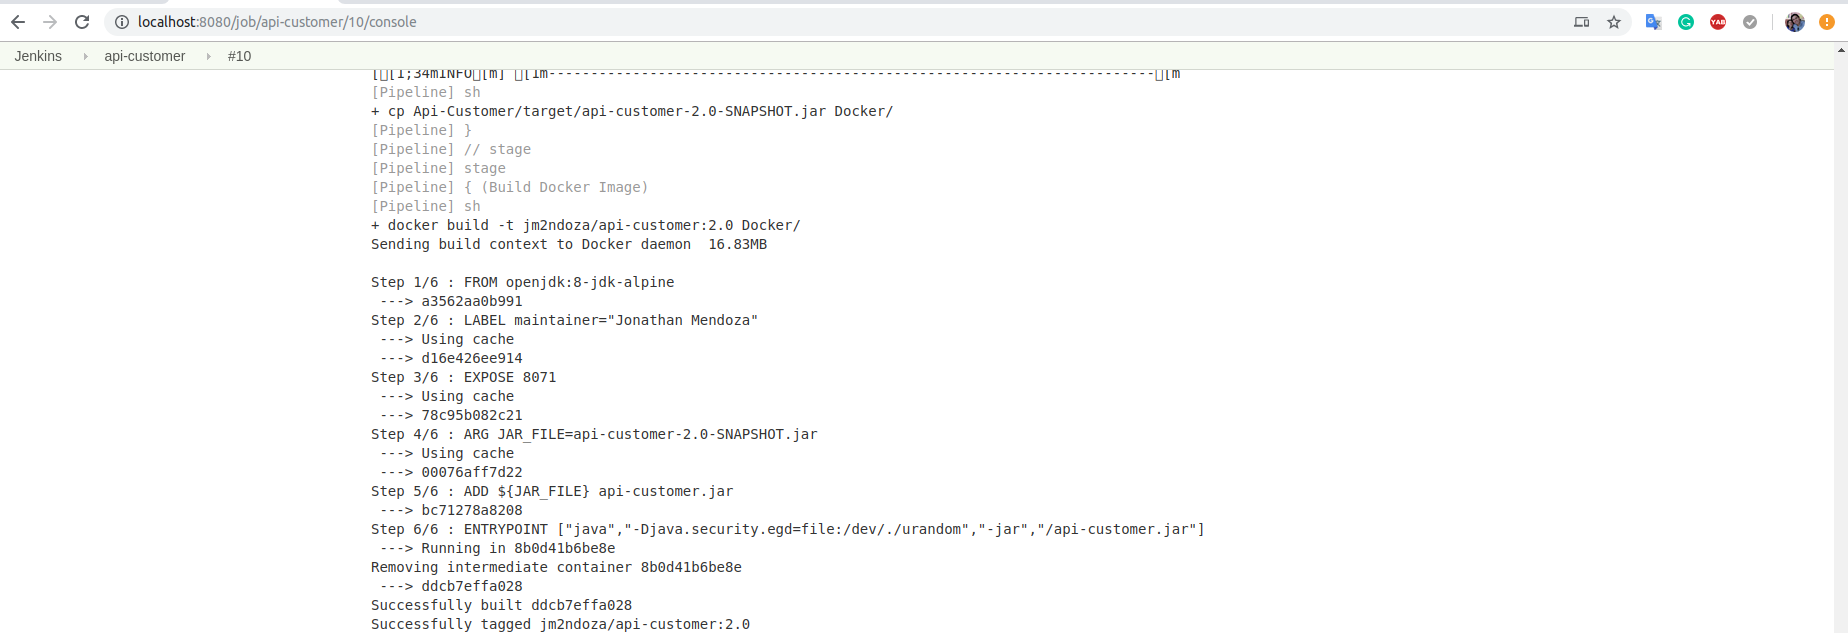 localhost:8080/job/api-customer/10/console
YAB
Jenkins api-customer #10
[[1;34mINFO[m] [1m------------------------------------------------------------------------[m
[Pipeline] sh
+ cp Api-Customer/target/api-customer-2.0-SNAPSHOT.jar Docker/
[Pipeline] }
[Pipeline] // stage
[Pipeline] stage
[Pipeline] { (Build Docker Image)
[Pipeline] sh
+ docker build -t jm2ndoza/api-customer:2.0 Docker/
Sending build context to Docker daemon  16.83MB
Step 1/6 : FROM openjdk:8-jdk-alpine
 ---> a3562aa0b991
Step 2/6 : LABEL maintainer="Jonathan Mendoza"
 ---> Using cache
 ---> d16e426ee914
Step 3/6 : EXPOSE 8071
 ---> Using cache
 ---> 78c95b082c21
Step 4/6 : ARG JAR_FILE=api-customer-2.0-SNAPSHOT.jar
 ---> Using cache
 ---> 00076aff7d22
Step 5/6 : ADD ${JAR_FILE} api-customer.jar
 ---> bc71278a8208
Step 6/6 : ENTRYPOINT ["java","-Djava.security.egd=file:/dev/./urandom","-jar","/api-customer.jar"]
 ---> Running in 8b0d41b6be8e
Removing intermediate container 8b0d41b6be8e
 ---> ddcb7effa028
Successfully built ddcb7effa028
Successfully tagged jm2ndoza/api-customer:2.0